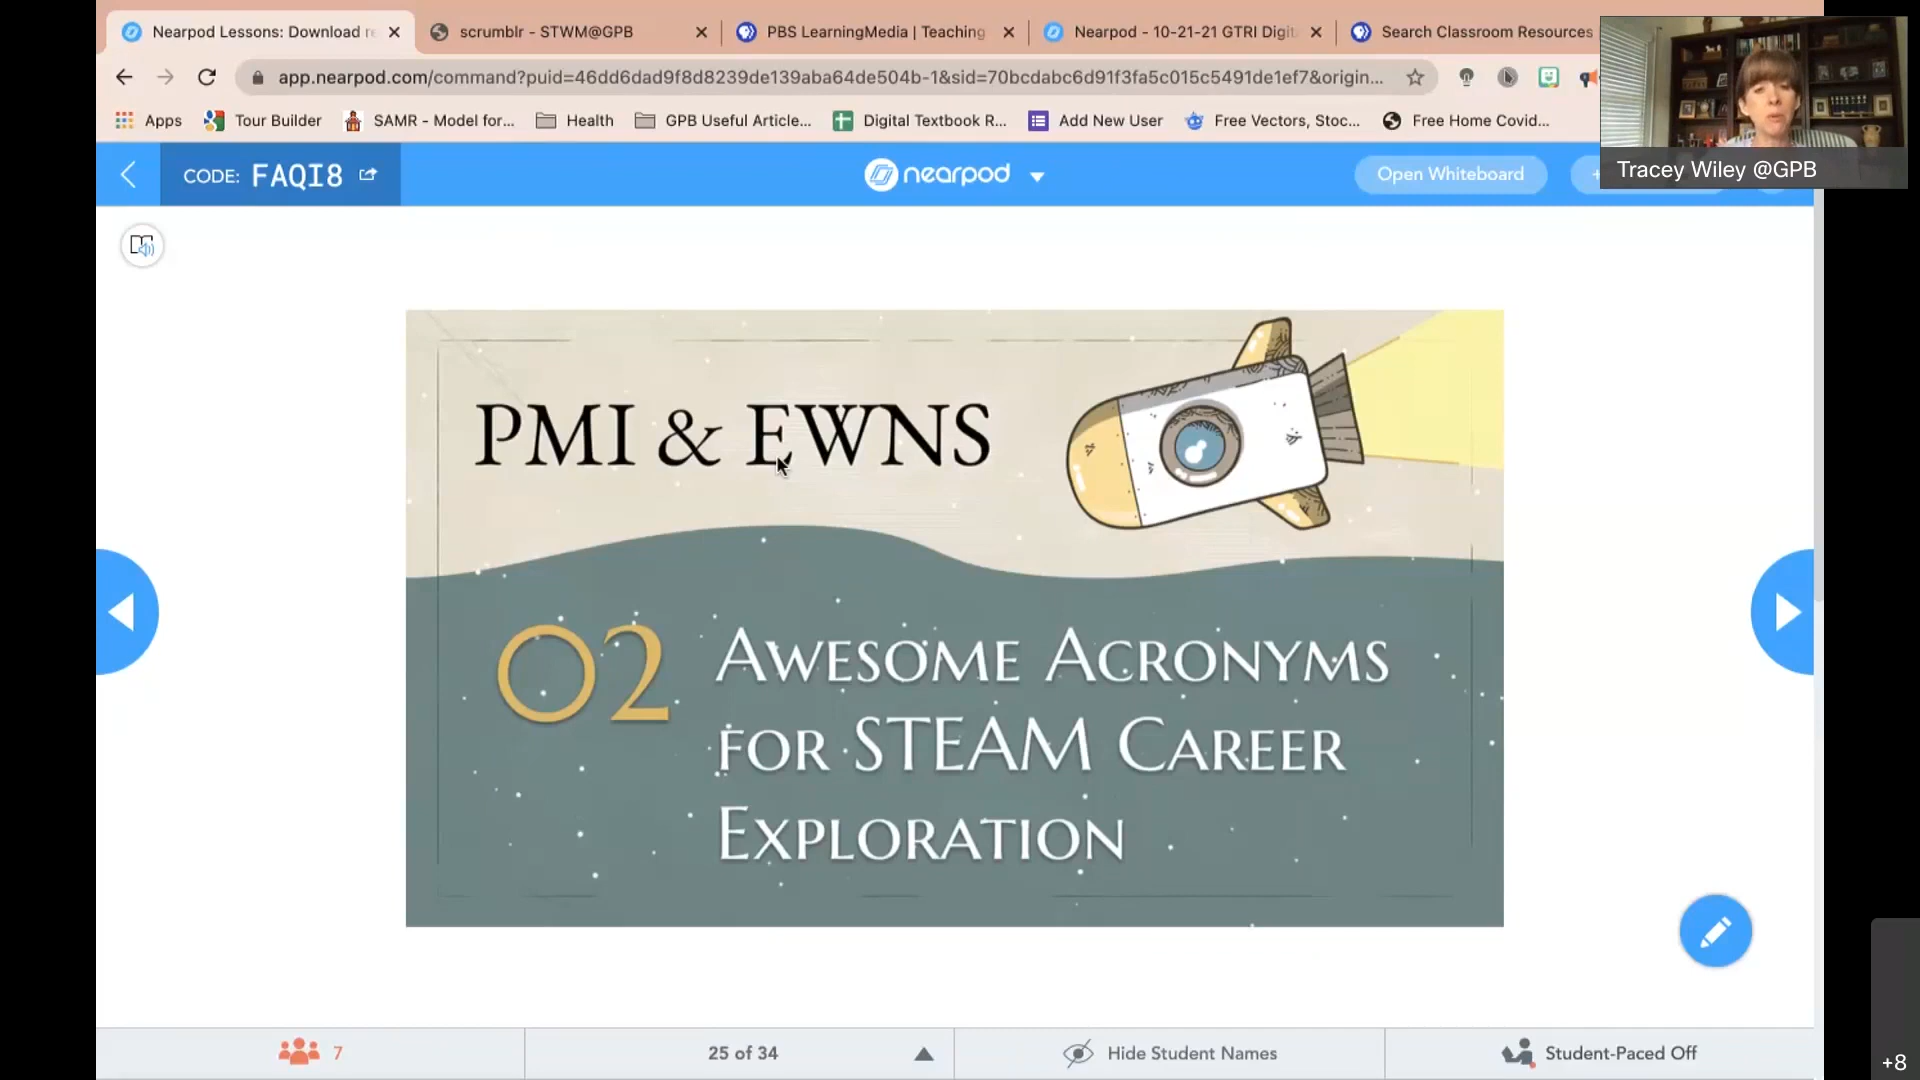 Nearpod Lessons: Download re
scrumblr - STWM@GPB
PBS LearningMedia | Teaching
Nearpod - 10-21-21 GTRI Digit
Search Classroom Resources
app.nearpod.com/command?puid=46dd6dad9f8d8239de139aba64de504b-1&sid=70bcdabc6d91f3fa5c015c5491de1ef7&origin...
Apps
Tour Builder
SAMR - Model for...
Health
GPB Useful Article...
Digital Textbook R...
Add New User
Free Vectors, Stoc...
Free Home Covid...
Tracey Wiley @GPB
CODE: FAQI8
nearpod
Open Whiteboard
+
PMI & EWNS
02
Awesome Acronyms
for STEAM Career
Exploration
7
25 of 34
Hide Student Names
Student-Paced Off
+8